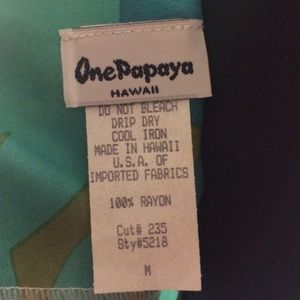 OnePapaya
HAWAII
DO NOT BLEACH
DRIP DRY
COOL IRON
MADE IN HAWAII
U.S.A. OF
IMPORTED FABRICS
100% RAYON
Cut# 235
Sty#5218
M